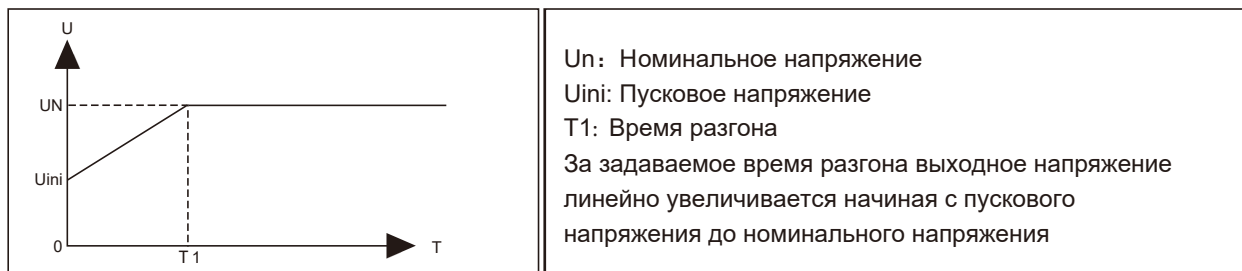 U
UN
Uini
0
T 1
T
Un: Номинальное напряжение
Uini: Пусковое напряжение
T1: Время разгона
За задаваемое время разгона выходное напряжение
линейно увеличивается начиная с пускового
напряжения до номинального напряжения